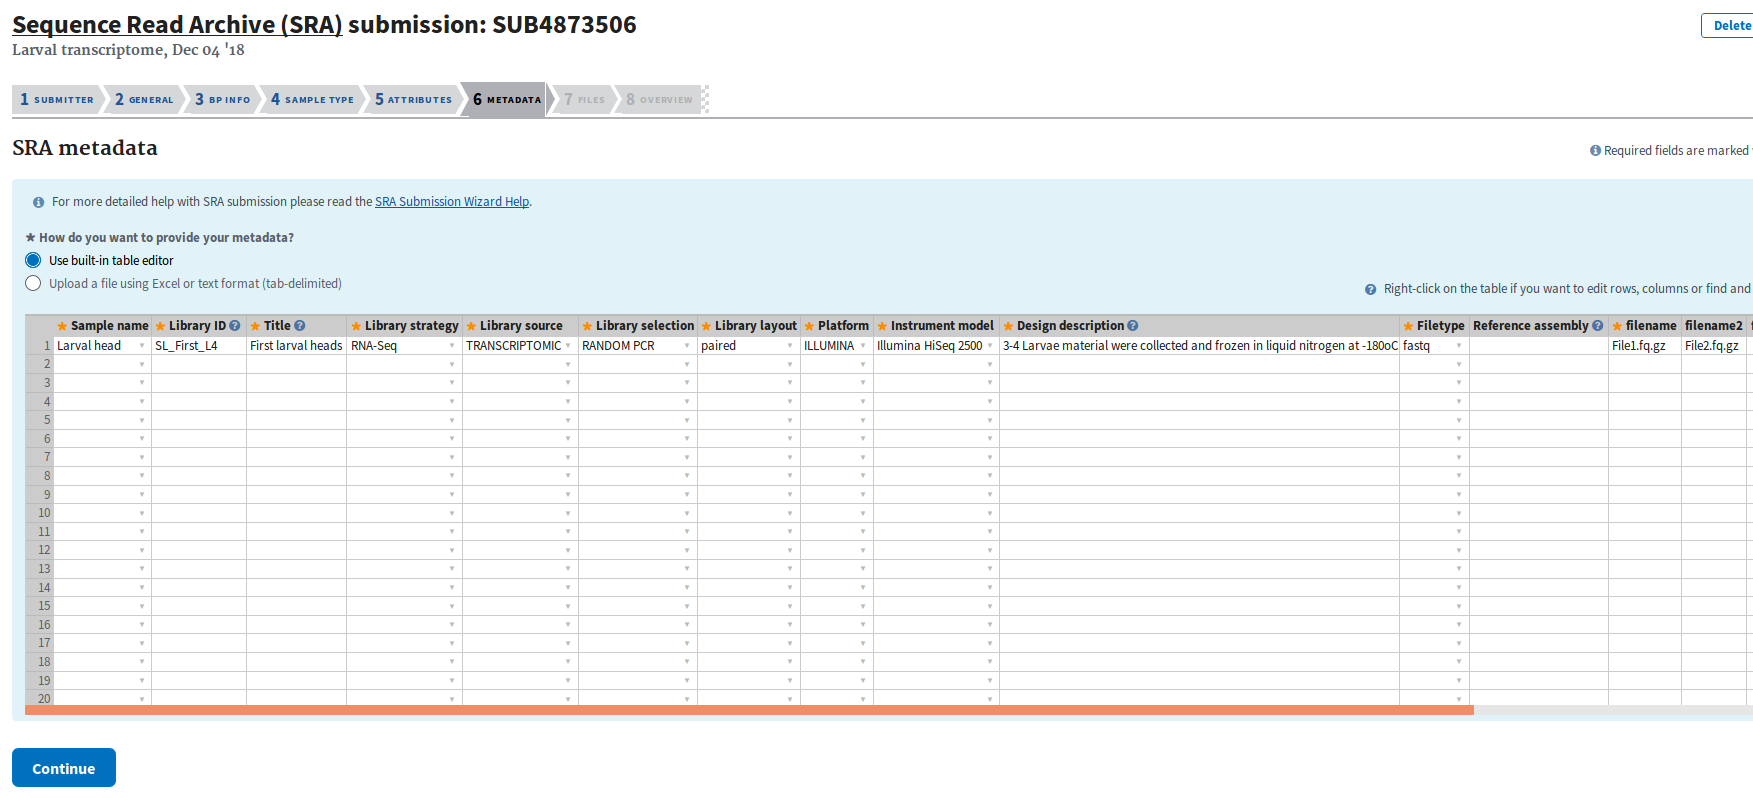 Sequence Read Archive (SRA) submission: SUB4873506
Delete
Larval transcriptome, Dec 04 '18
1 SUBMITTER 2 GENERAL 3 BP INFO 4 SAMPLE TYPE 5 ATTRIBUTES 6 METADATA 7 FILES 8 OVERVIEW
SRA metadata
Required fields are marked
For more detailed help with SRA submission please read the SRA Submission Wizard Help.
★ How do you want to provide your metadata?
Use built-in table editor
Upload a file using Excel or text format (tab-delimited)
Right-click on the table if you want to edit rows, columns or find and
★ Sample name ★ Library ID ? ★ Title ? ★ Library strategy ★ Library source ★ Library selection ★ Library layout ★ Platform ★ Instrument model ★ Design description ? ★ Filetype Reference assembly ? ★ filename filename2
1 Larval head SL_First_L4 First larval heads RNA-Seq TRANSCRIPTOMIC RANDOM PCR paired ILLUMINA Illumina HiSeq 2500 3-4 Larvae material were collected and frozen in liquid nitrogen at -180oC fastq File1.fq.gz File2.fq.gz
2
3
4
5
6
7
8
9
10
11
12
13
14
15
16
17
18
19
20
Continue